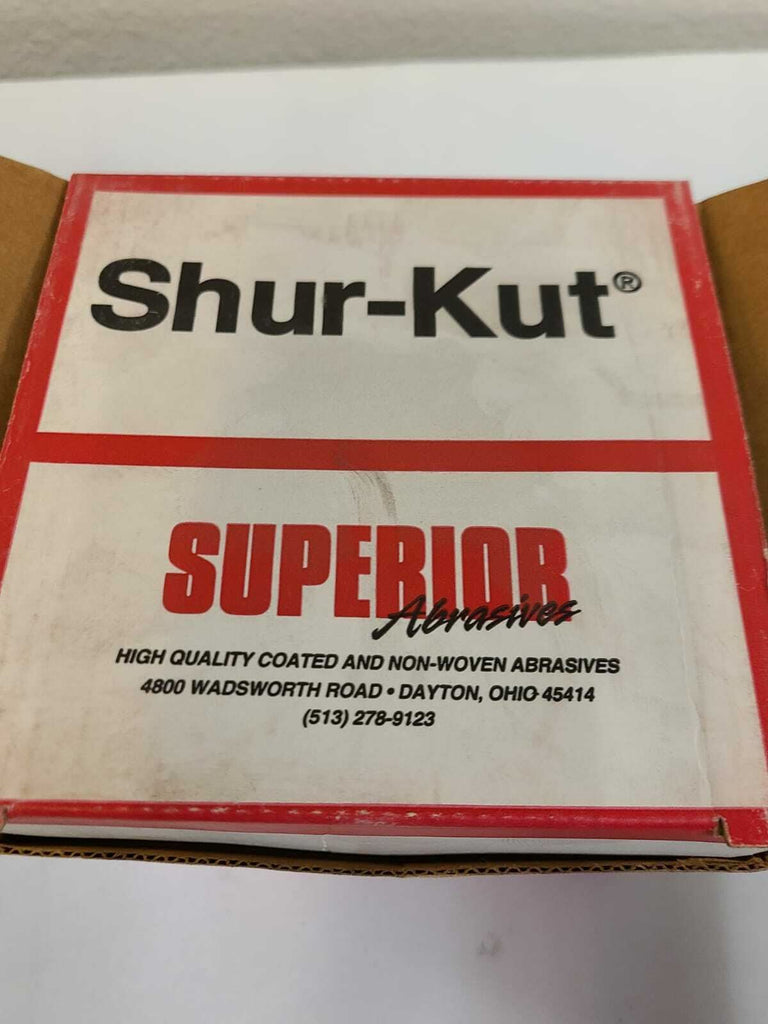 Shur-Kut®
SUPERIOR
Abrasives
HIGH QUALITY COATED AND NON-WOVEN ABRASIVES
4800 WADSWORTH ROAD • DAYTON, OHIO 45414
(513) 278-9123